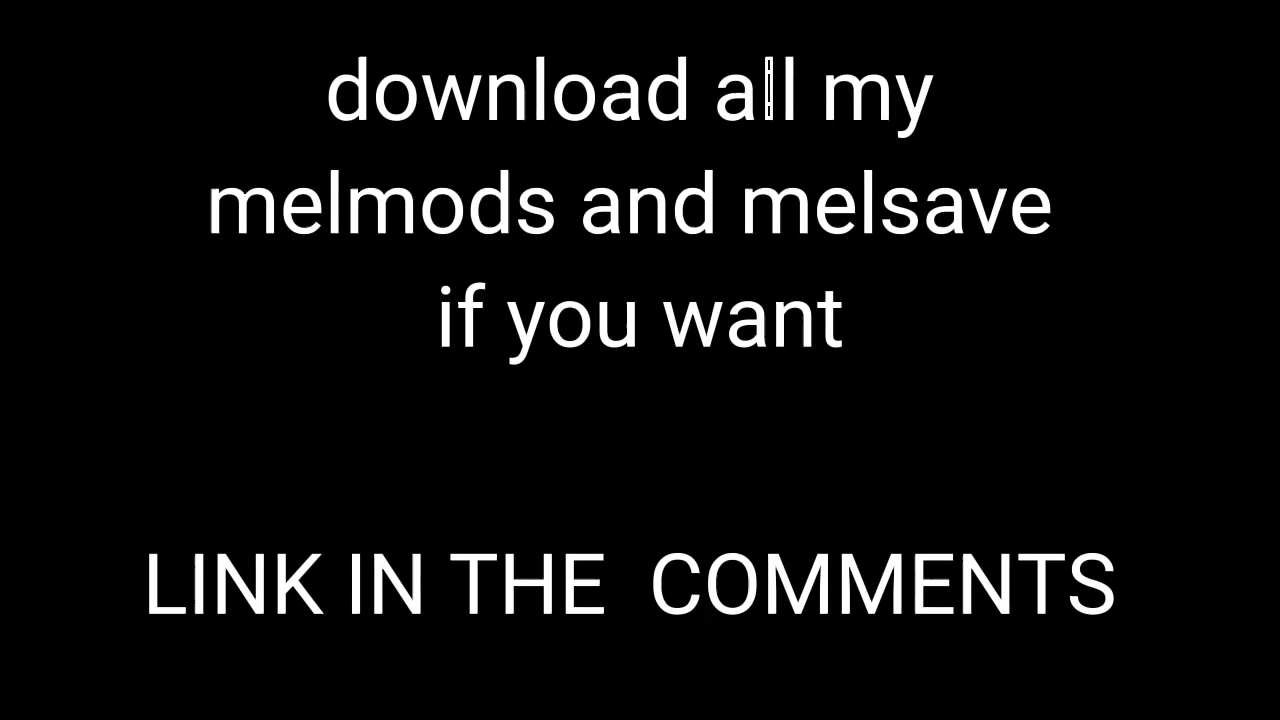 download all my
melmods and melsave
if you want
LINK IN THE COMMENTS